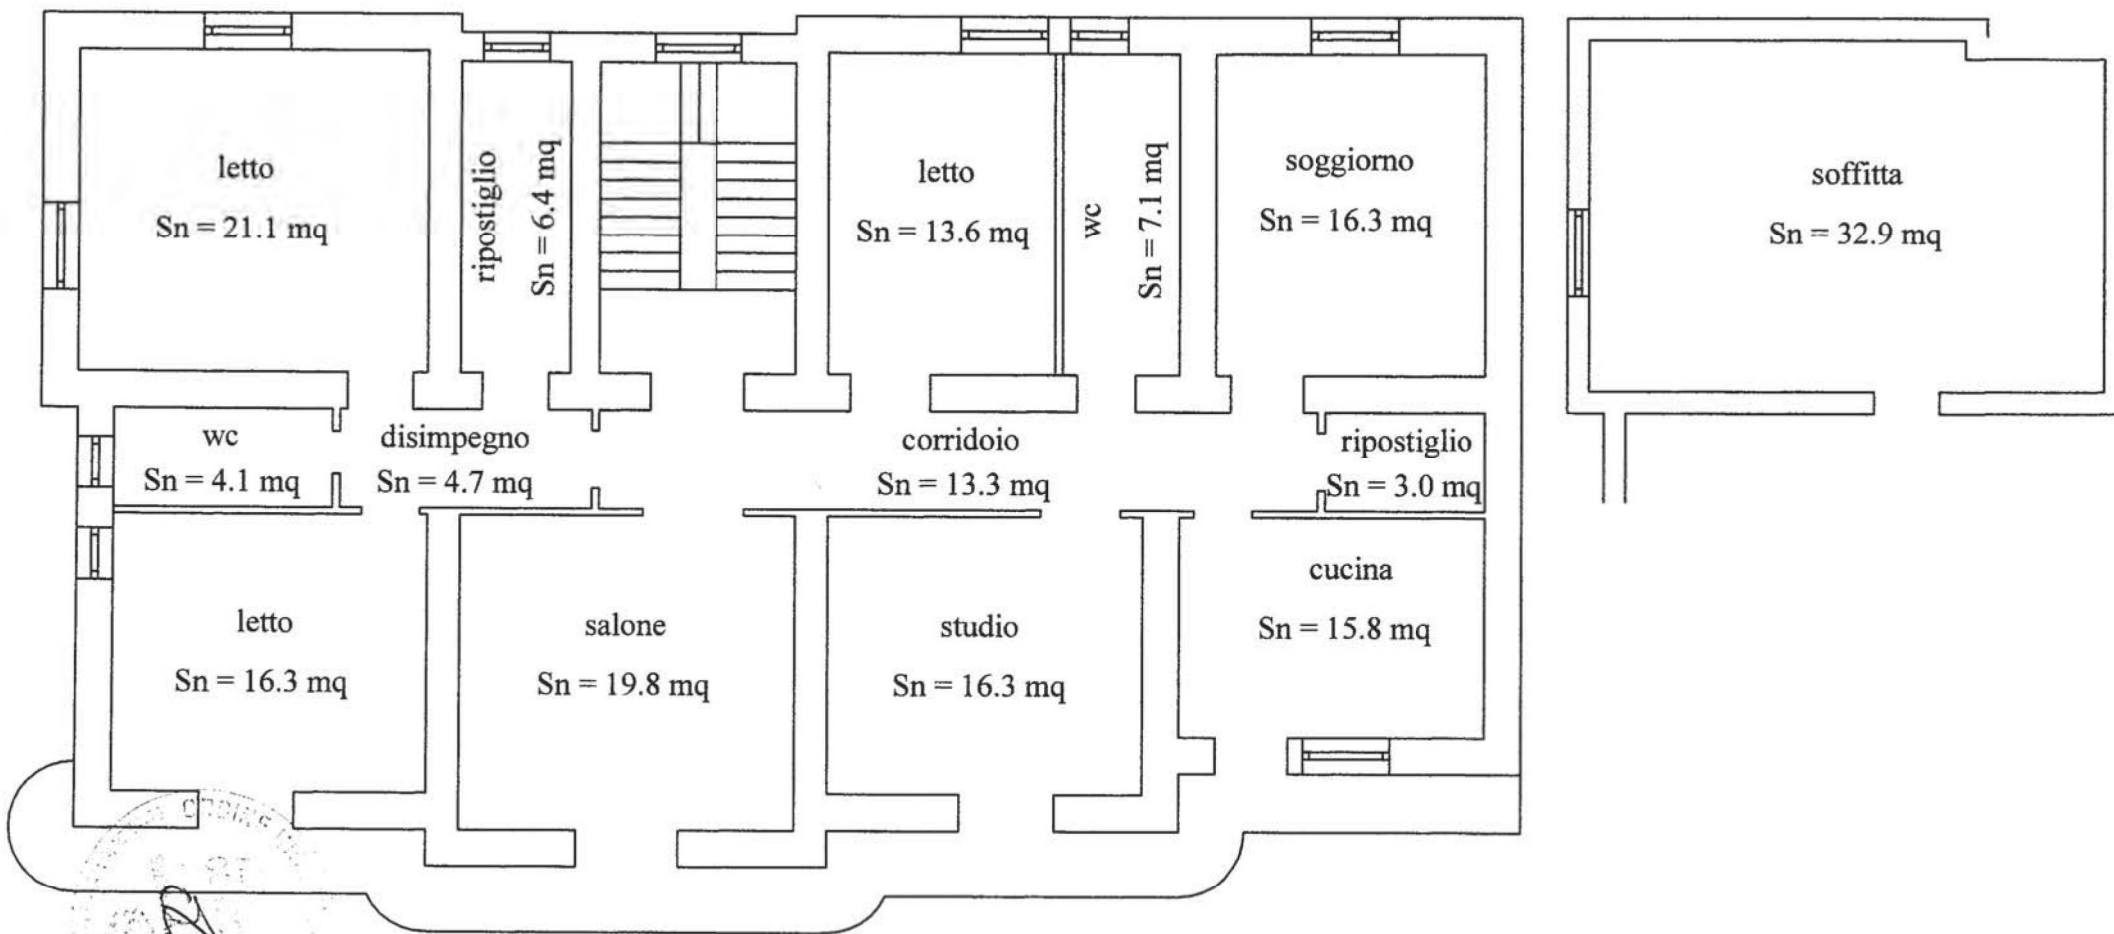 letto
Sn = 21.1 mq
ripostiglio
Sn = 6.4 mq
letto
Sn = 13.6 mq
wc
Sn = 7.1 mq
soggiorno
Sn = 16.3 mq
soffitta
Sn = 32.9 mq
wc
Sn = 4.1 mq
disimpegno
Sn = 4.7 mq
corridoio
Sn = 13.3 mq
ripostiglio
Sn = 3.0 mq
letto
Sn = 16.3 mq
salone
Sn = 19.8 mq
studio
Sn = 16.3 mq
cucina
Sn = 15.8 mq